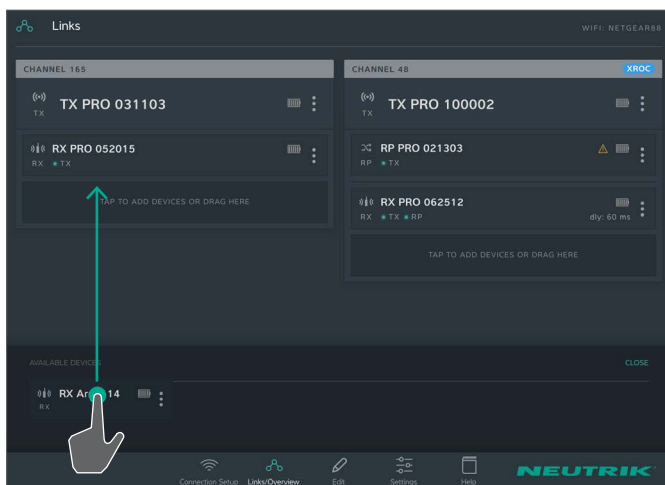 Links
WIFI: NETGEAR88
CHANNEL 165
TX PRO 031103
TX
RX PRO 052015
RX TX
TAP TO ADD DEVICES OR DRAG HERE
CHANNEL 48 XROC
TX PRO 100002
TX
RP PRO 021303
RP TX
RX PRO 062512
RX TX RP dly: 60 ms
TAP TO ADD DEVICES OR DRAG HERE
AVAILABLE DEVICES CLOSE
RX 14
RX
Connection Setup Links/Overview Edit Settings Help
NEUTRIK